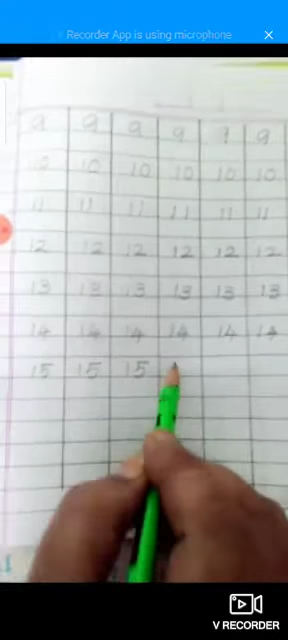 Recorder App is using microphone
9 9 9 9 9 9
10 10 10 10 10 10
11 11 11 11 11 11
12 12 12 12 12 12
13 13 13 13 13 13
14 14 14 14 14 14
15 15 15
V RECORDER